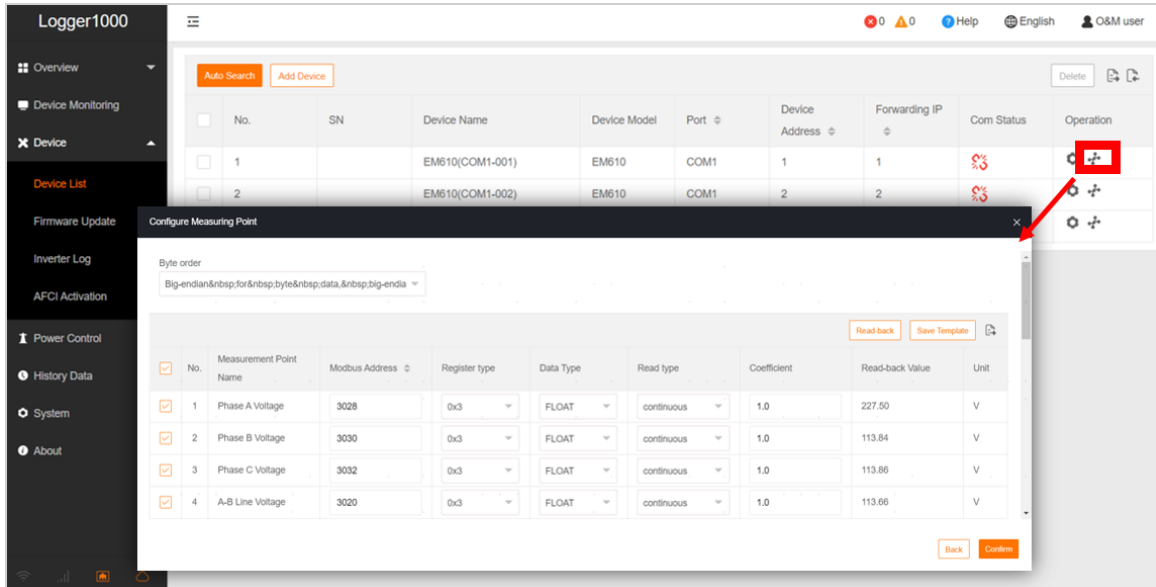 Logger1000
0 0 Help English O&M user
Overview
Device Monitoring
Device
Device List
Firmware Update
Inverter Log
AFCI Activation
Power Control
History Data
System
About
Auto Search Add Device Delete
No. SN Device Name Device Model Port Device Address Forwarding IP Com Status Operation
1 EM610(COM1-001) EM610 COM1 1 1
2 EM610(COM1-002) EM610 COM1 2 2
Configure Measuring Point ×
Byte order
Big-endian&nbsp;for&nbsp;byte&nbsp;data,&nbsp;big-endia
Read-back Save Template
No. Measurement Point Name Modbus Address Register type Data Type Read type Coefficient Read-back Value Unit
1 Phase A Voltage 3028 0x3 FLOAT continuous 1.0 227.50 V
2 Phase B Voltage 3030 0x3 FLOAT continuous 1.0 113.84 V
3 Phase C Voltage 3032 0x3 FLOAT continuous 1.0 113.86 V
4 A-B Line Voltage 3020 0x3 FLOAT continuous 1.0 113.66 V
Back Confirm